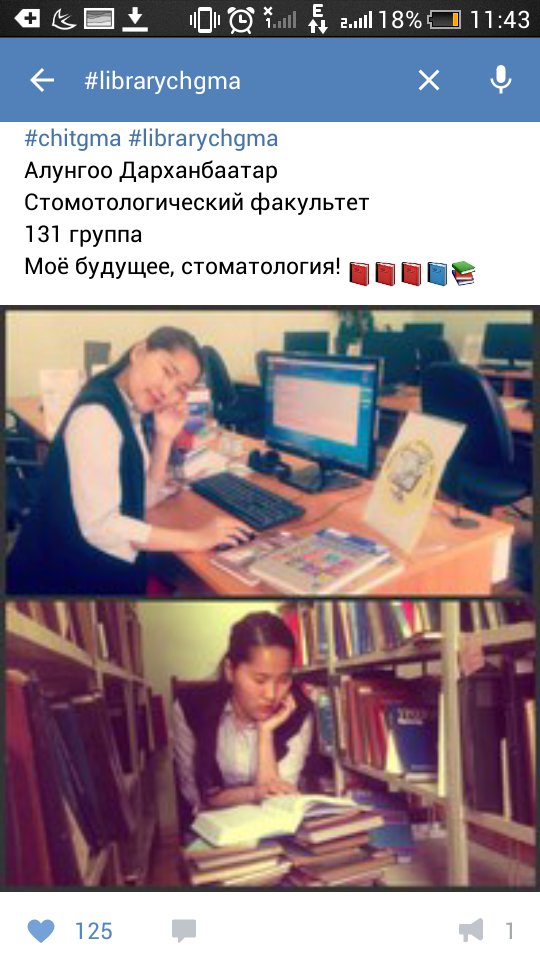 18% 11:43
#librarychgma
#chitgma #librarychgma
Алунгоо Дарханбаатар
Стомотологический факультет
131 группа
Моё будущее, стоматология!
125
1